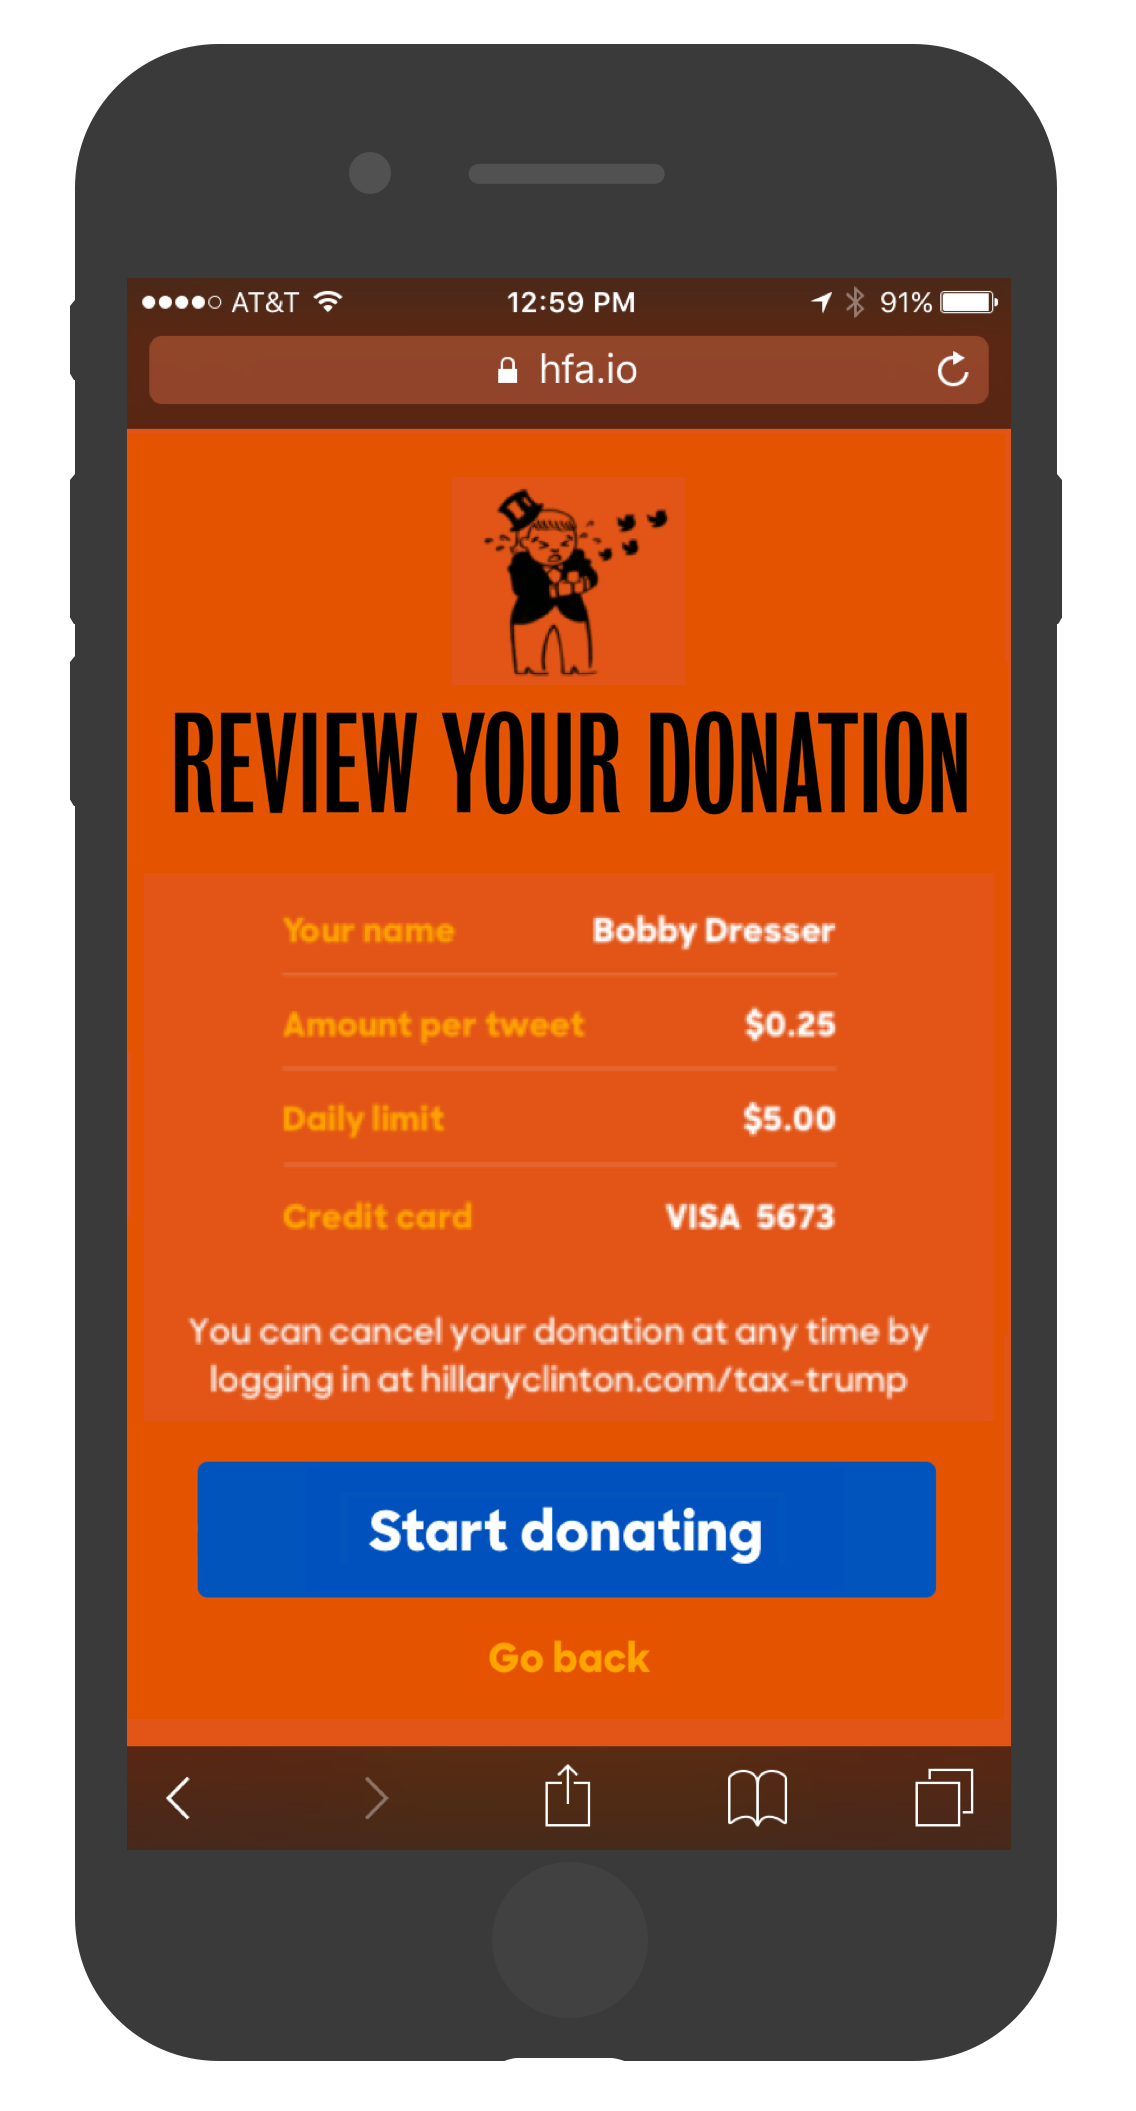 AT&T 12:59 PM 91%
hfa.io
REVIEW YOUR DONATION
Your name Bobby Dresser
Amount per tweet $0.25
Daily limit $5.00
Credit card VISA 5673
You can cancel your donation at any time by
logging in at hillaryclinton.com/tax-trump
Start donating
Go back